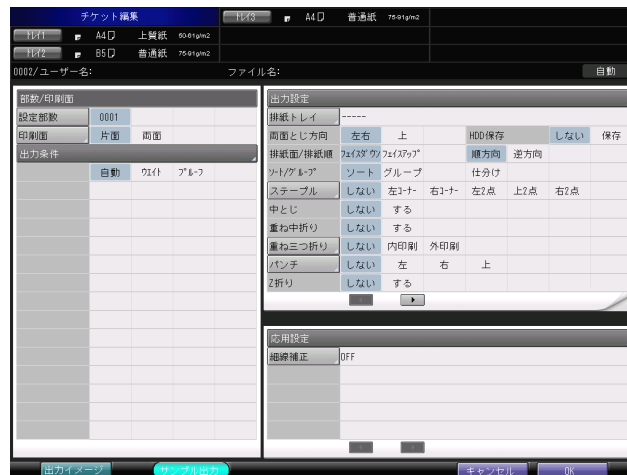 チケット編集
ﾄﾚｲ3 A4 普通紙 75-91g/m2
ﾄﾚｲ1 A4 上質紙 50-61g/m2
ﾄﾚｲ2 B5 普通紙 75-91g/m2
0002/ユーザー名: ファイル名: 自動
部数/印刷面
設定部数 0001
印刷面 片面 両面
出力条件
自動 ｳｴｲﾄ ﾌﾟﾙｰﾌ
出力設定
排紙トレイ -----
両面とじ方向 左右 上 HDD保存 しない 保存
排紙面/排紙順 ﾌｪｲｽﾀﾞｳﾝ ﾌｪｲｽｱｯﾌﾟ 順方向 逆方向
ｿｰﾄ/ｸﾞﾙｰﾌﾟ ソート グループ 仕分け
ステープル しない 左ｺｰﾅｰ 右ｺｰﾅｰ 左2点 上2点 右2点
中とじ しない する
重ね中折り しない する
重ね三つ折り しない 内印刷 外印刷
パンチ しない 左 右 上
Z折り しない する
応用設定
細線補正 OFF
出力イメージ サンプル出力 キャンセル OK